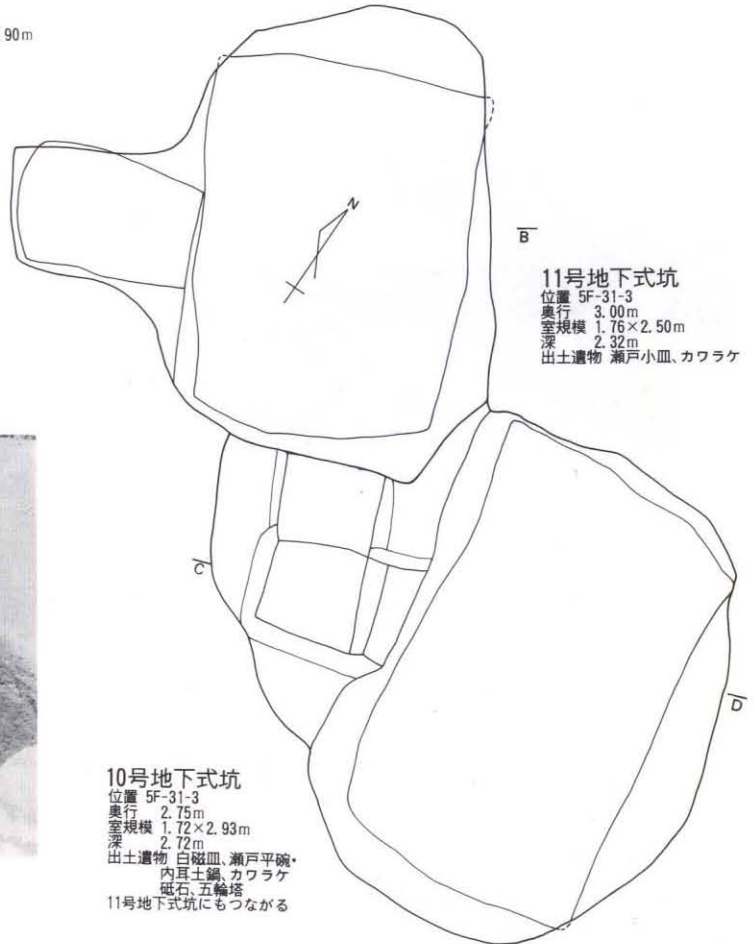 90m
N
B
11号地下式坑
位置 5F-31-3
奥行 3.00m
室規模 1.76×2.50m
深 2.32m
出土遺物 瀬戸小皿、カワラケ
C
D
10号地下式坑
位置 5F-31-3
奥行 2.75m
室規模 1.72×2.93m
深 2.72m
出土遺物 白磁皿、瀬戸平碗・
内耳土鍋、カワラケ
砥石、五輪塔
11号地下式坑にもつながる